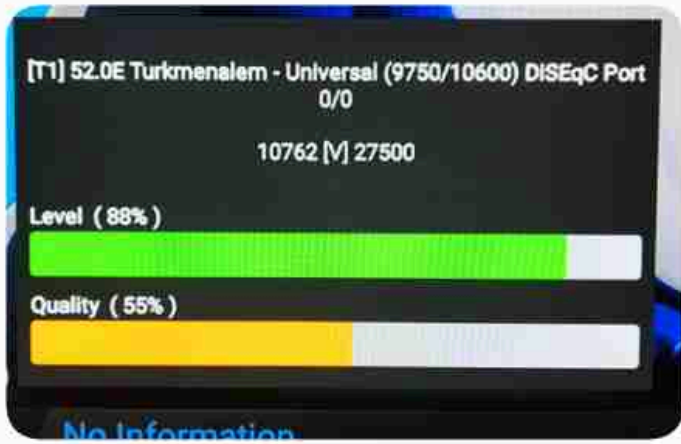 [T1] 52.0E Turkmenalem - Universal (9750/10600) DiSEqC Port
0/0
10762 [V] 27500
Level ( 88% )
Quality ( 55% )
No Information